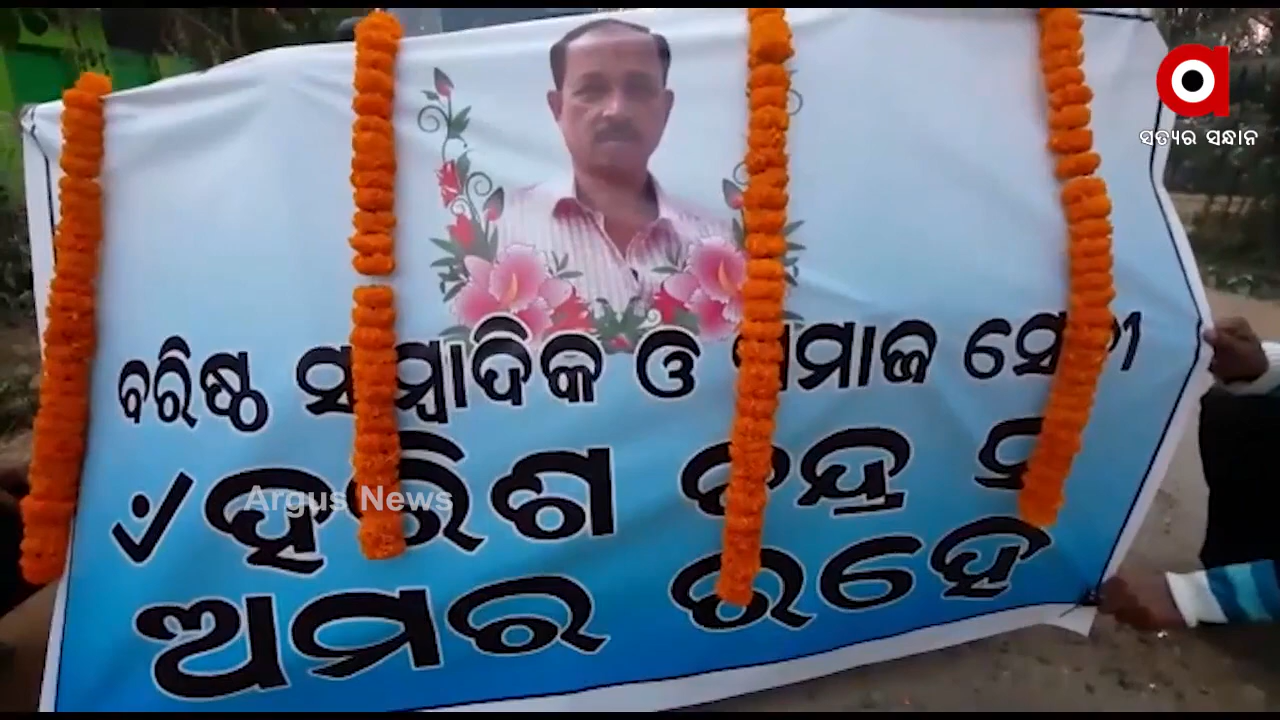 ସତ୍ୟର ସନ୍ଧାନ
ବରିଷ୍ଠ ସାମ୍ବାଦିକ ଓ ସମାଜ ସେବୀ
ହରିଶ ଚନ୍ଦ୍ର
Argus News
ଅମର ରହେ